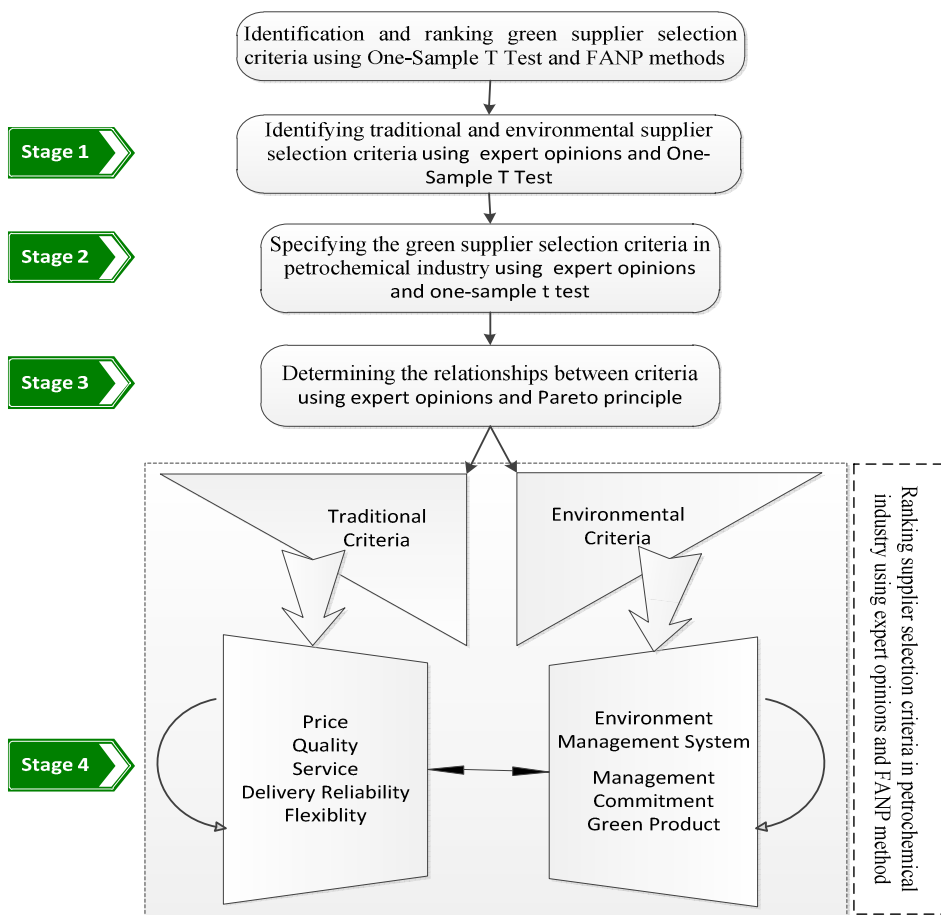 Identification and ranking green supplier selection
criteria using One-Sample T Test and FANP methods
Stage 1
Identifying traditional and environmental supplier
selection criteria using expert opinions and One-
Sample T Test
Stage 2
Specifying the green supplier selection criteria in
petrochemical industry using expert opinions
and one-sample t test
Stage 3
Determining the relationships between criteria
using expert opinions and Pareto principle
Traditional
Criteria
Environmental
Criteria
Stage 4
Price
Quality
Service
Delivery Reliability
Flexiblity
Environment
Management System
Management
Commitment
Green Product
Ranking supplier selection criteria in petrochemical
industry using expert opinions and FANP method